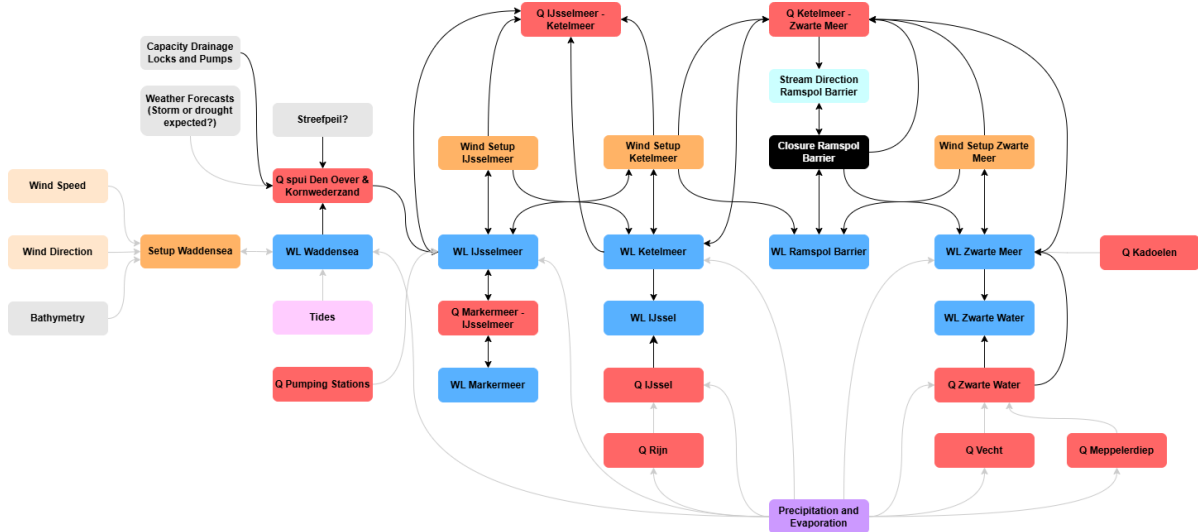 Q IJsselmeer -
Ketelmeer
Q Ketelmeer -
Zwarte Meer
Capacity Drainage
Locks and Pumps
Stream Direction
Ramspol Barrier
Weather Forecasts
(Storm or drought
expected?)
Streefpeil?
Wind Setup
IJsselmeer
Wind Setup
Ketelmeer
Closure Ramspol
Barrier
Wind Setup Zwarte
Meer
Wind Speed
Q spui Den Oever &
Kornwederzand
Wind Direction
Setup Waddensea
WL Waddensea
WL IJsselmeer
WL Ketelmeer
WL Ramspol Barrier
WL Zwarte Meer
Q Kadoelen
Bathymetry
Tides
Q Markermeer -
IJsselmeer
WL IJssel
WL Zwarte Water
Q Pumping Stations
WL Markermeer
Q IJssel
Q Zwarte Water
Q Rijn
Q Vecht
Q Meppelerdiep
Precipitation and
Evaporation